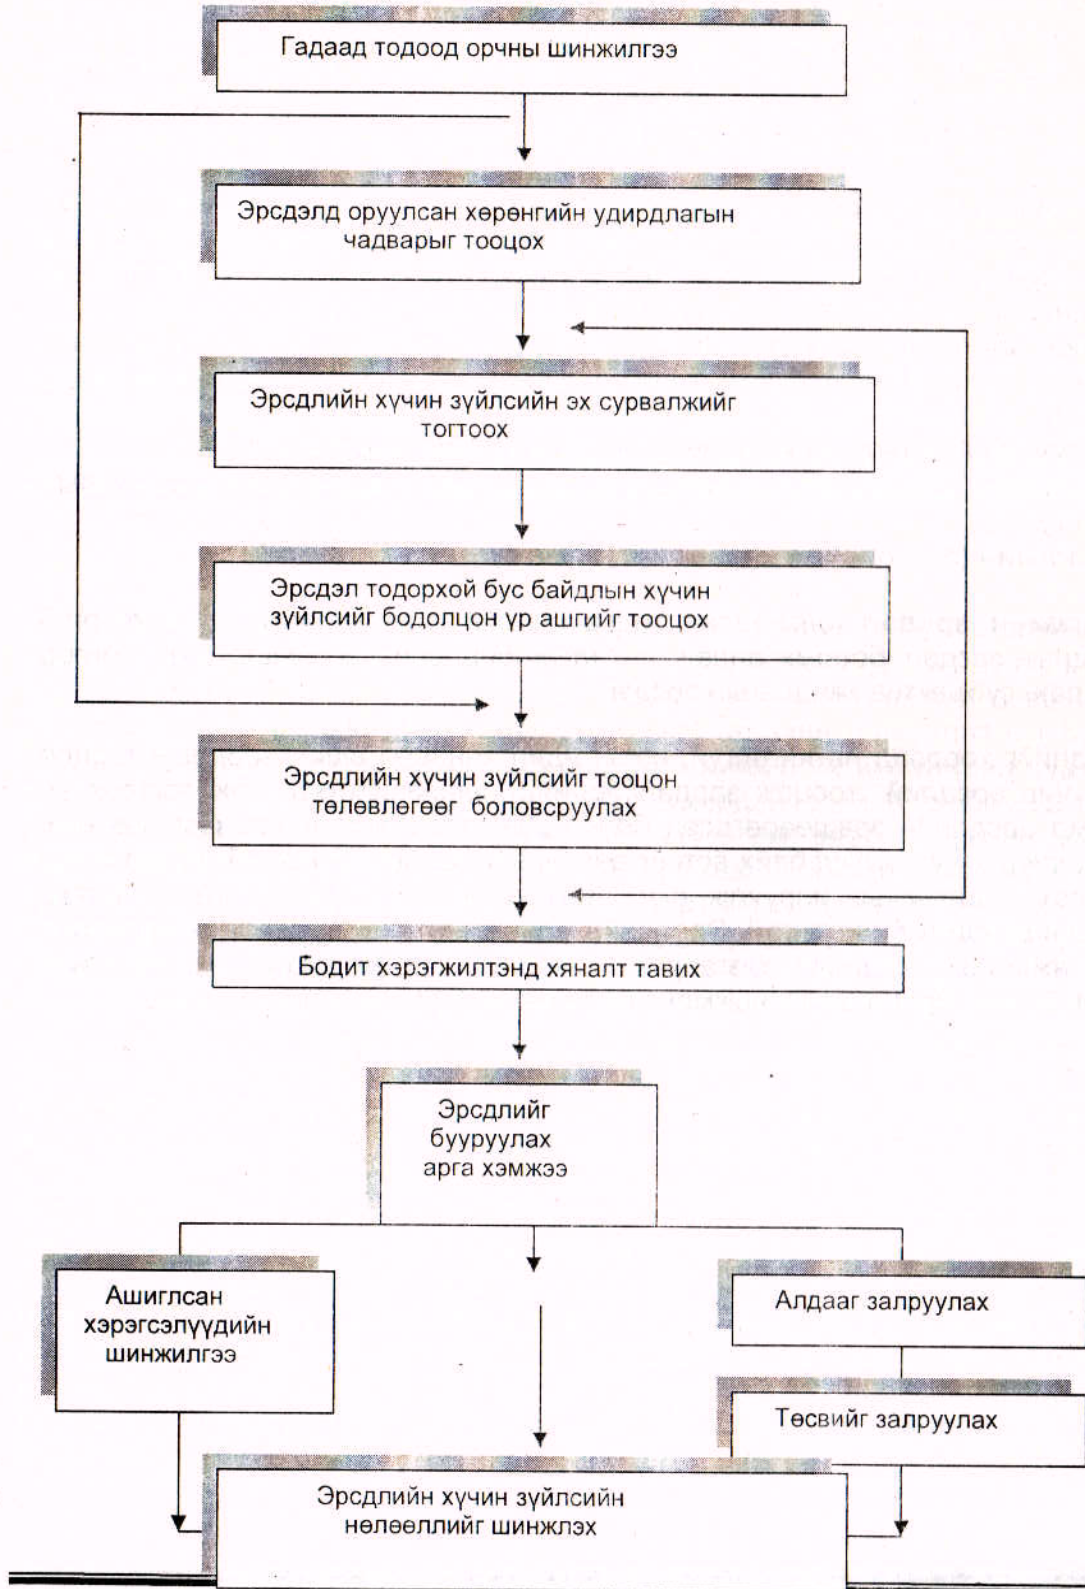 Гадаад тодоод орчны шинжилгээ
Эрсдэлд оруулсан хөрөнгийн удирдлагын
чадварыг тооцох
Эрсдлийн хүчин зүйлсийн эх сурвалжийг
тогтоох
Эрсдэл тодорхой бус байдлын хүчин
зүйлсийг бодолцон үр ашгийг тооцох
Эрсдлийн хүчин зүйлсийг тооцон
төлөвлөгөөг боловсруулах
Бодит хэрэгжилтэнд хяналт тавих
Эрсдлийг
бууруулах
арга хэмжээ
Ашиглсан
хэрэгсэлүүдийн
шинжилгээ
Алдааг залруулах
Төсвийг залруулах
Эрсдлийн хүчин зүйлсийн
нөлөөллийг шинжлэх